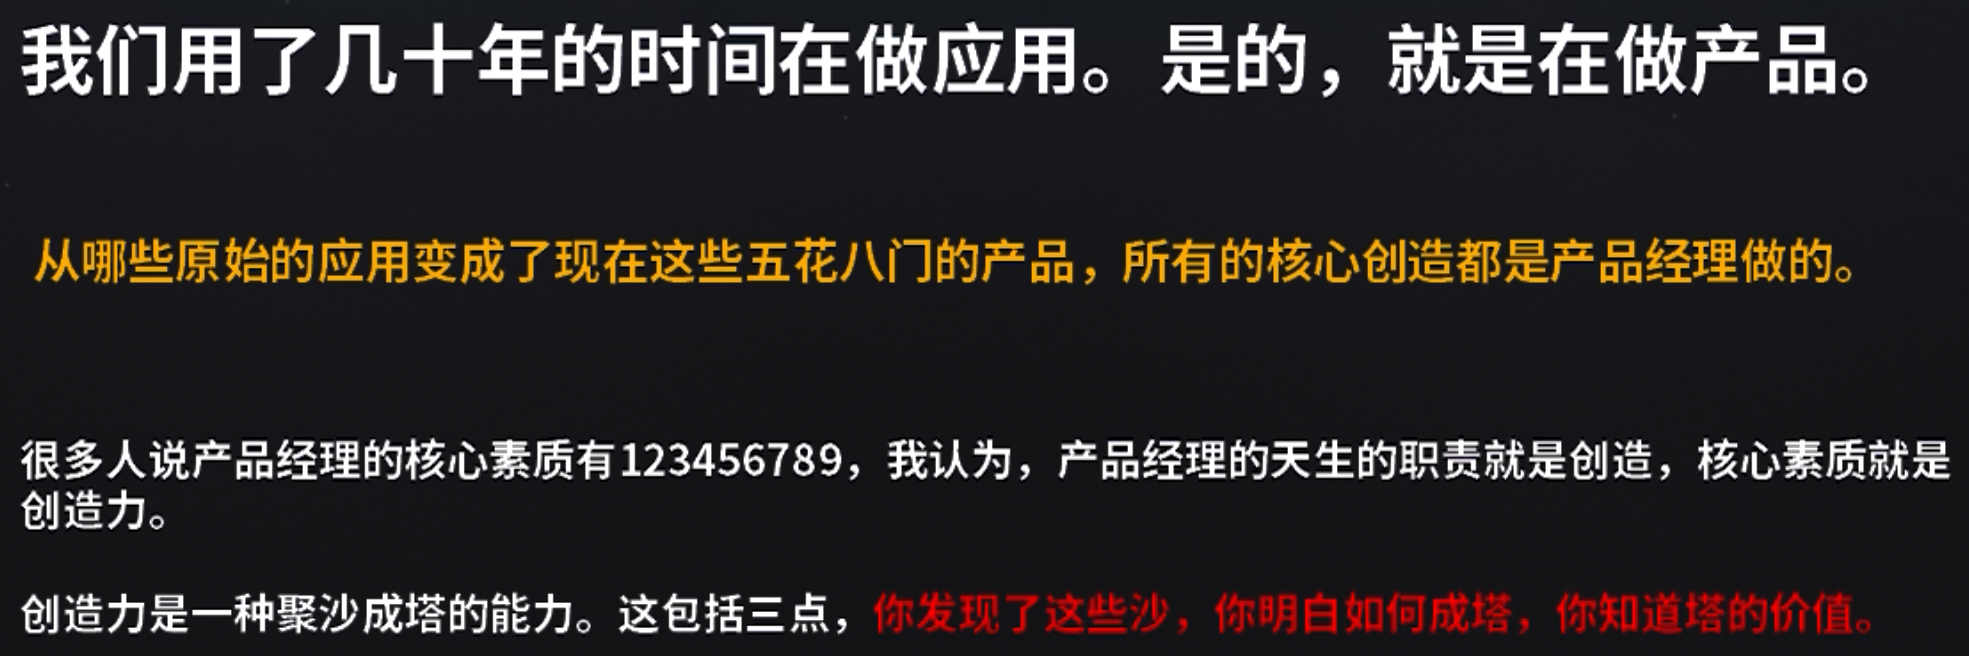 我们用了几十年的时间在做应用。是的，就是在做产品。
从哪些原始的应用变成了现在这些五花八门的产品，所有的核心创造都是产品经理做的。
很多人说产品经理的核心素质有123456789，我认为，产品经理的天生的职责就是创造，核心素质就是
创造力。
创造力是一种聚沙成塔的能力。这包括三点，你发现了这些沙，你明白如何成塔，你知道塔的价值。